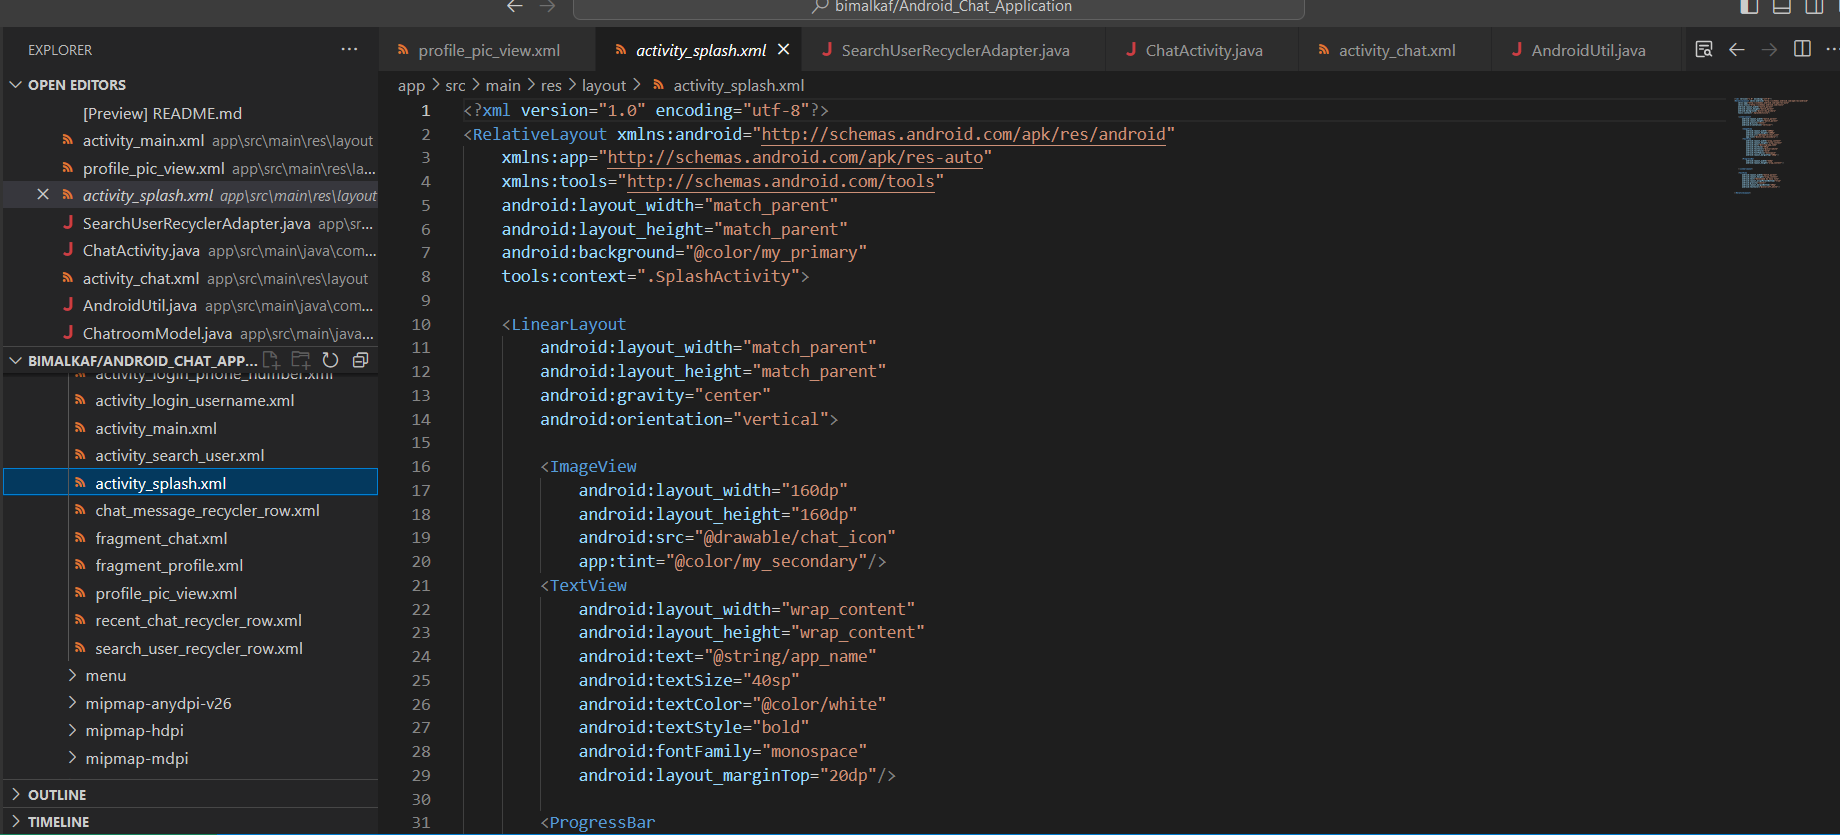 bimalkaf/Android_Chat_Application
EXPLORER
OPEN EDITORS
[Preview] README.md
activity_main.xml app\src\main\res\layout
profile_pic_view.xml app\src\main\res\la...
activity_splash.xml app\src\main\res\layout
SearchUserRecyclerAdapter.java app\sr...
ChatActivity.java app\src\main\java\com...
activity_chat.xml app\src\main\res\layout
AndroidUtil.java app\src\main\java\com...
ChatroomModel.java app\src\main\java...
BIMALKAF/ANDROID_CHAT_APP...
activity_login_phone_number.xml
activity_login_username.xml
activity_main.xml
activity_search_user.xml
activity_splash.xml
chat_message_recycler_row.xml
fragment_chat.xml
fragment_profile.xml
profile_pic_view.xml
recent_chat_recycler_row.xml
search_user_recycler_row.xml
menu
mipmap-anydpi-v26
mipmap-hdpi
mipmap-mdpi
OUTLINE
TIMELINE
profile_pic_view.xml activity_splash.xml SearchUserRecyclerAdapter.java ChatActivity.java activity_chat.xml AndroidUtil.java
app > src > main > res > layout > activity_splash.xml
1 <?xml version="1.0" encoding="utf-8"?>
2 <RelativeLayout xmlns:android="http://schemas.android.com/apk/res/android"
3 xmlns:app="http://schemas.android.com/apk/res-auto"
4 xmlns:tools="http://schemas.android.com/tools"
5 android:layout_width="match_parent"
6 android:layout_height="match_parent"
7 android:background="@color/my_primary"
8 tools:context=".SplashActivity">
9
10 <LinearLayout
11 android:layout_width="match_parent"
12 android:layout_height="match_parent"
13 android:gravity="center"
14 android:orientation="vertical">
15
16 <ImageView
17 android:layout_width="160dp"
18 android:layout_height="160dp"
19 android:src="@drawable/chat_icon"
20 app:tint="@color/my_secondary"/>
21 <TextView
22 android:layout_width="wrap_content"
23 android:layout_height="wrap_content"
24 android:text="@string/app_name"
25 android:textSize="40sp"
26 android:textColor="@color/white"
27 android:textStyle="bold"
28 android:fontFamily="monospace"
29 android:layout_marginTop="20dp"/>
30
31 <ProgressBar